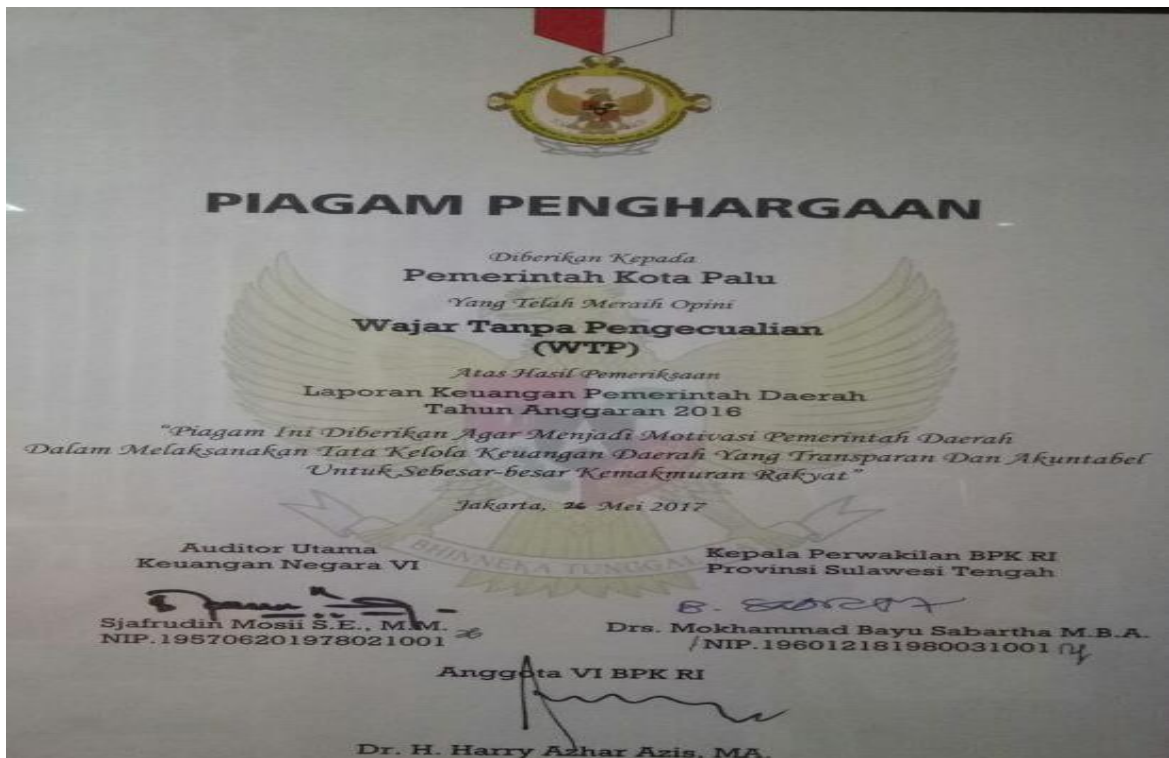 PIAGAM PENGHARGAAN
Diberikan Kepada
Pemerintah Kota Palu
Yang Telah Meraih Opini
Wajar Tanpa Pengecualian
(WTP)
Atas Hasil Pemeriksaan
Laporan Keuangan Pemerintah Daerah
Tahun Anggaran 2016
"Piagam Ini Diberikan Agar Menjadi Motivasi Pemerintah Daerah
Dalam Melaksanakan Tata Kelola Keuangan Daerah Yang Transparan Dan Akuntabel
Untuk Sebesar-besar Kemakmuran Rakyat"
Jakarta, 26 Mei 2017
BHINNEKA TUNGGAL
Auditor Utama
Keuangan Negara VI
Sjafrudin Mosii S.E., M.M.
NIP.195706201978021001
Kepala Perwakilan BPK RI
Provinsi Sulawesi Tengah
Drs. Mokhammad Bayu Sabartha M.B.A.
NIP.196012181980031001
Anggota VI BPK RI
Dr. H. Harry Azhar Azis, MA.